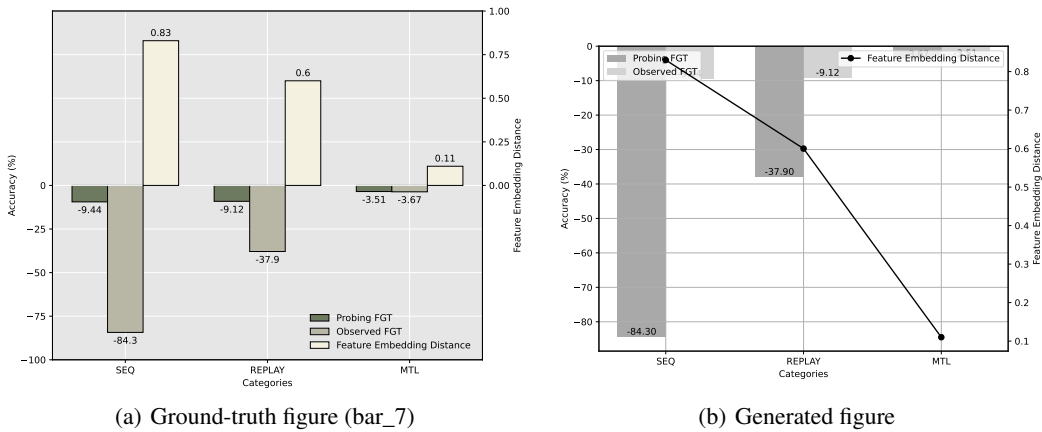 1.00
0.83
0.75
0.6
0.50
0.25
0.11
0 0.00
-9.44 -9.12 -3.51 -3.67
−25
-37.9
−50
−75
-84.3
−100
Accuracy (%)
Feature Embedding Distance
Probing FGT
Observed FGT
Feature Embedding Distance
SEQ REPLAY MTL
Categories
(a) Ground-truth figure (bar_7)
0
Probing FGT
Observed FGT
Feature Embedding Distance
-9.12
-37.90
-84.30
−10
−20
−30
−40
−50
−60
−70
−80
0.8
0.7
0.6
0.5
0.4
0.3
0.2
0.1
Accuracy (%)
Feature Embedding Distance
SEQ REPLAY MTL
Categories
(b) Generated figure